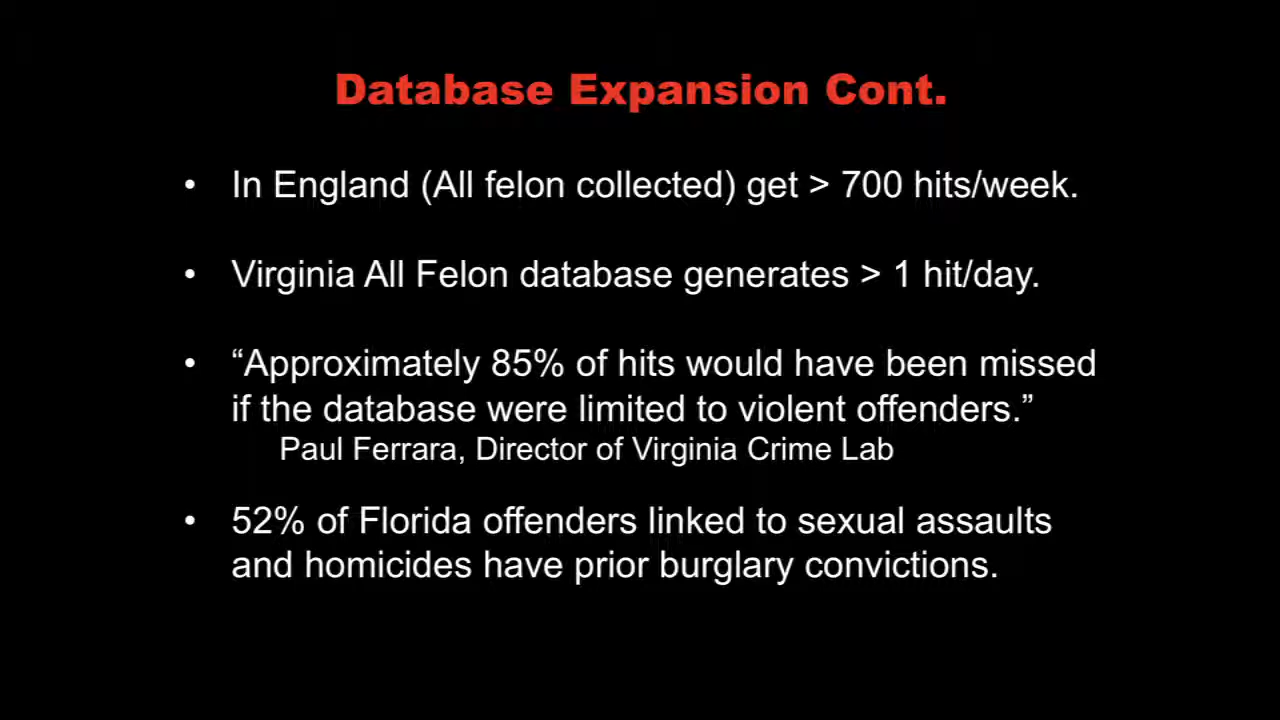 Database Expansion Cont.
• In England (All felon collected) get > 700 hits/week.
• Virginia All Felon database generates > 1 hit/day.
• “Approximately 85% of hits would have been missed
if the database were limited to violent offenders.”
Paul Ferrara, Director of Virginia Crime Lab
• 52% of Florida offenders linked to sexual assaults
and homicides have prior burglary convictions.